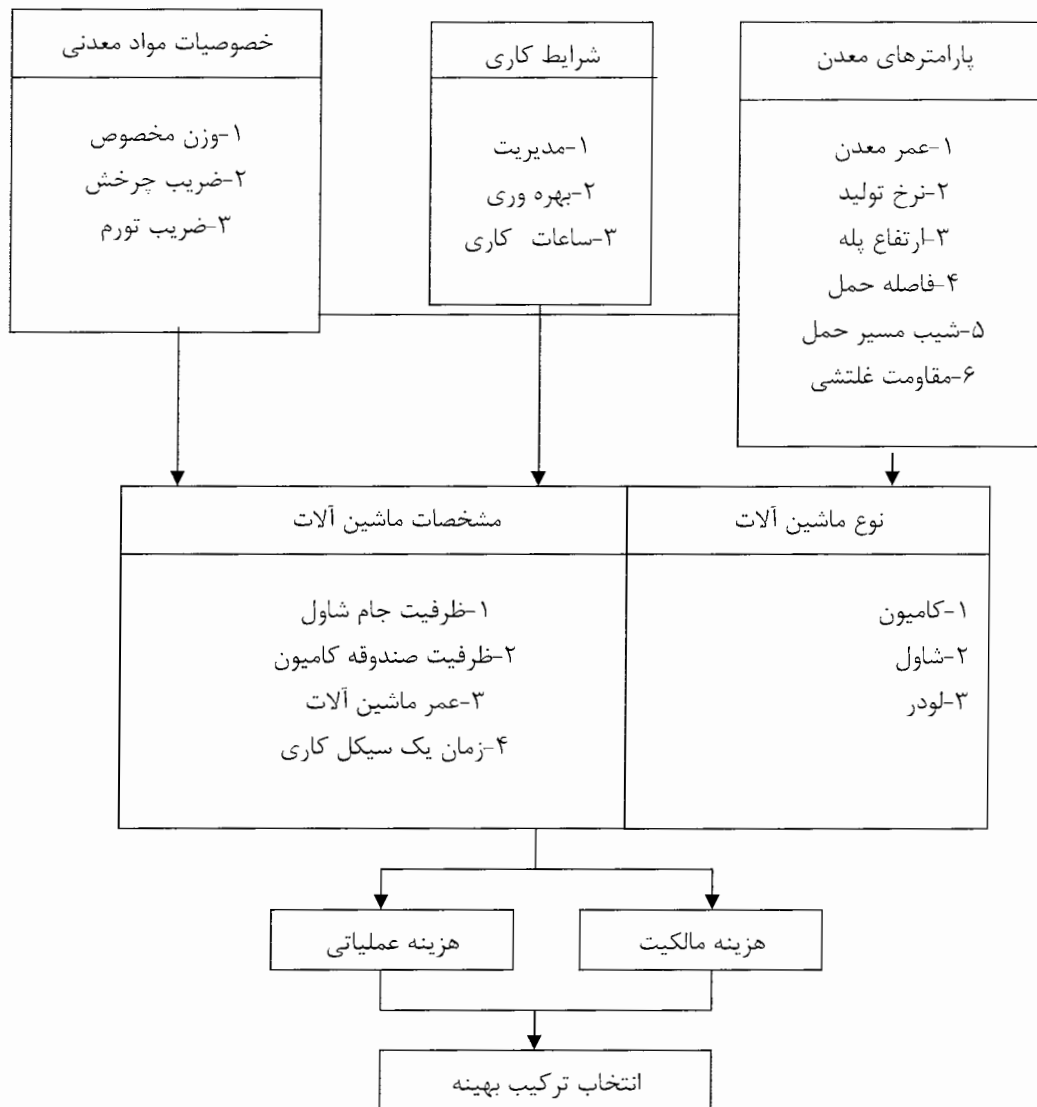 پارامترهای معدن
۱-عمر معدن
۲-نرخ تولید
۳-ارتفاع پله
۴-فاصله حمل
۵-شیب مسیر حمل
۶-مقاومت غلتشی
شرایط کاری
۱-مدیریت
۲-بهره وری
۳-ساعات کاری
خصوصیات مواد معدنی
۱-وزن مخصوص
۲-ضریب چرخش
۳-ضریب تورم
نوع ماشین آلات
۱-کامیون
۲-شاول
۳-لودر
مشخصات ماشین آلات
۱-ظرفیت جام شاول
۲-ظرفیت صندوقه کامیون
۳-عمر ماشین آلات
۴-زمان یک سیکل کاری
هزینه مالکیت
هزینه عملیاتی
انتخاب ترکیب بهینه